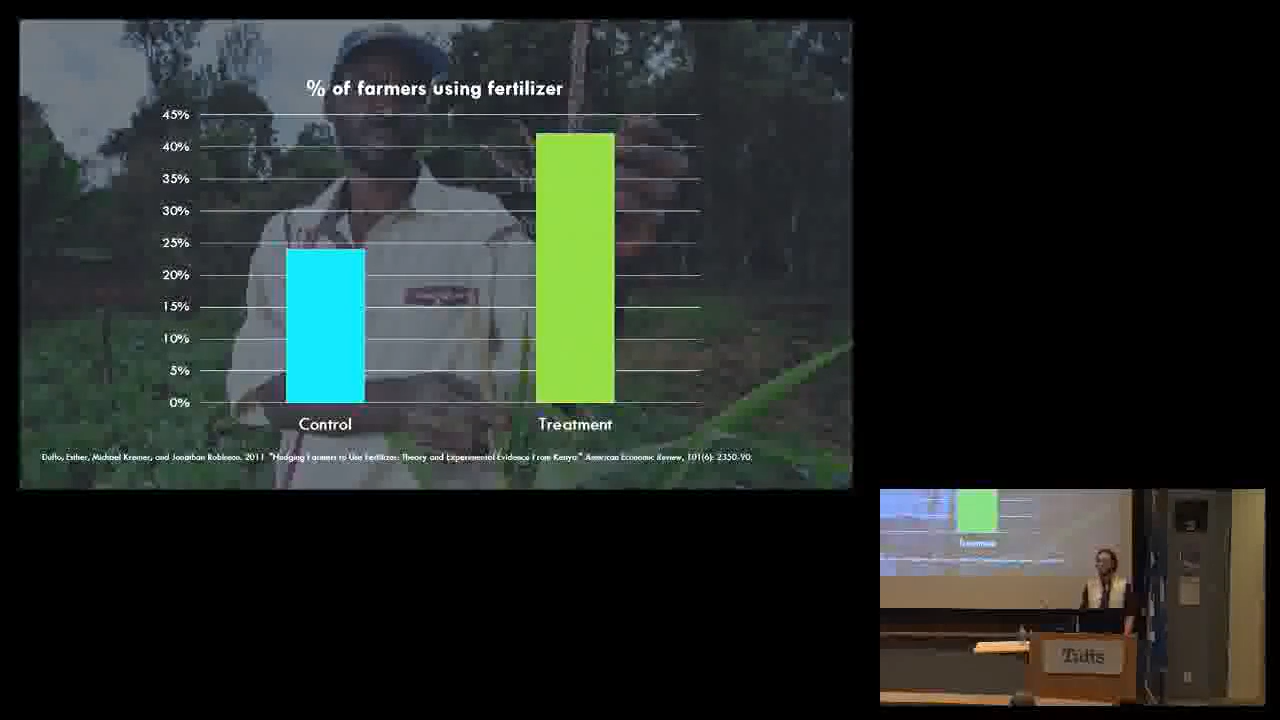 % of farmers using fertilizer
45%
40%
35%
30%
25%
20%
15%
10%
5%
0%
Control
Treatment
Duflo, Esther, Michael Kremer, and Jonathan Robinson. 2011. "Nudging Farmers to Use Fertilizer: Theory and Experimental Evidence From Kenya." American Economic Review, 101(6): 2350-90.
Treatment
Tufts